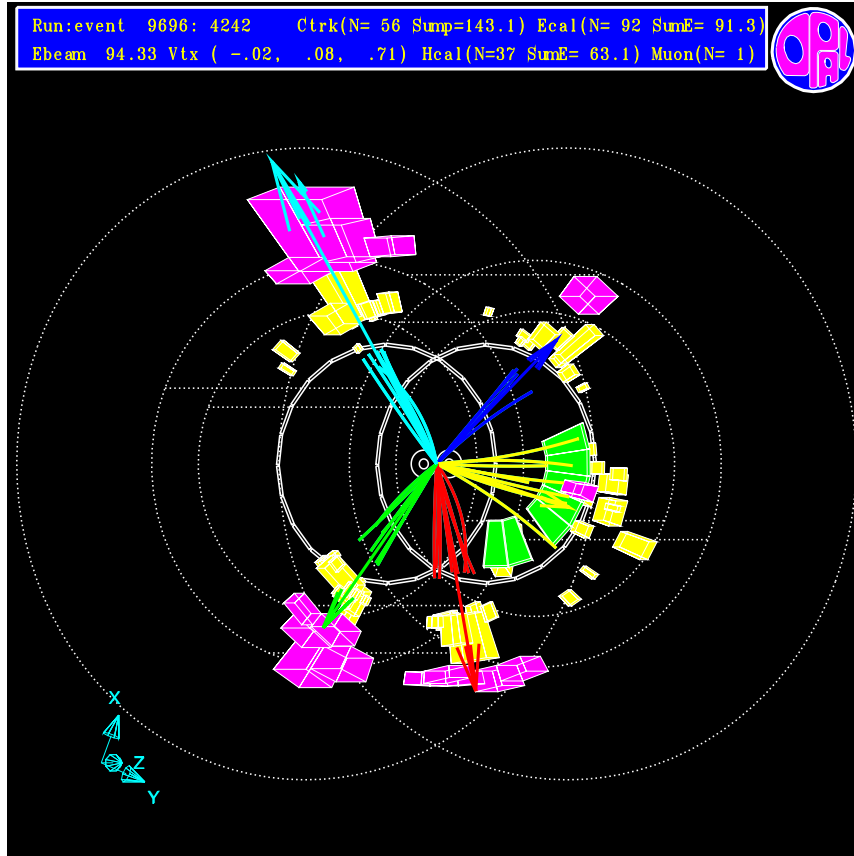 Run:event 9696: 4242 Ctrk(N= 56 Sump=143.1) Ecal(N= 92 SumE= 91.3)
Ebeam 94.33 Vtx ( -.02, .08, .71) Hcal(N=37 SumE= 63.1) Muon(N= 1)
OPAL
X
Z
Y